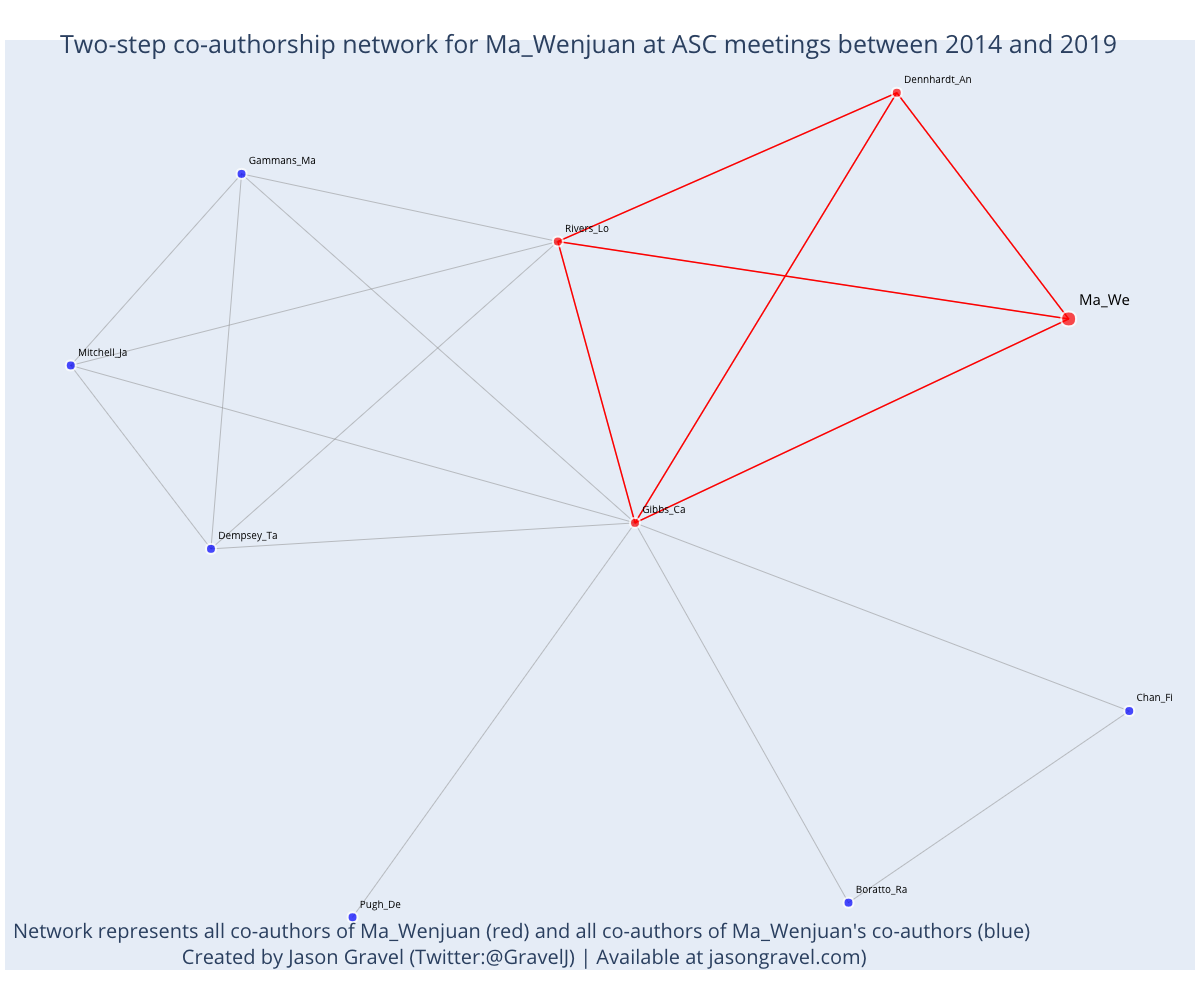 Two-step co-authorship network for Ma_Wenjuan at ASC meetings between 2014 and 2019
Dennhardt_An
Gammans_Ma
Rivers_Lo
Ma_We
Mitchell_Ja
Gibbs_Ca
Dempsey_Ta
Chan_Fi
Boratto_Ra
Pugh_De
Network represents all co-authors of Ma_Wenjuan (red) and all co-authors of Ma_Wenjuan's co-authors (blue)
Created by Jason Gravel (Twitter:@GravelJ) | Available at jasongravel.com)